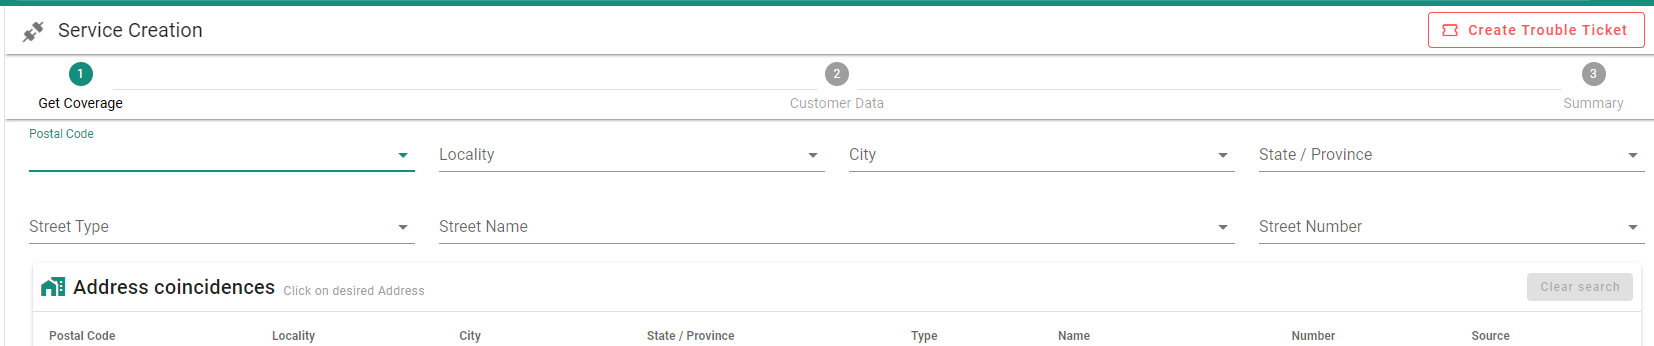 Service Creation
Create Trouble Ticket
1
2
3
Get Coverage
Customer Data
Summary
Postal Code
Locality
City
State / Province
Street Type
Street Name
Street Number
Address coincidences Click on desired Address
Clear search
Postal Code Locality City State / Province Type Name Number Source